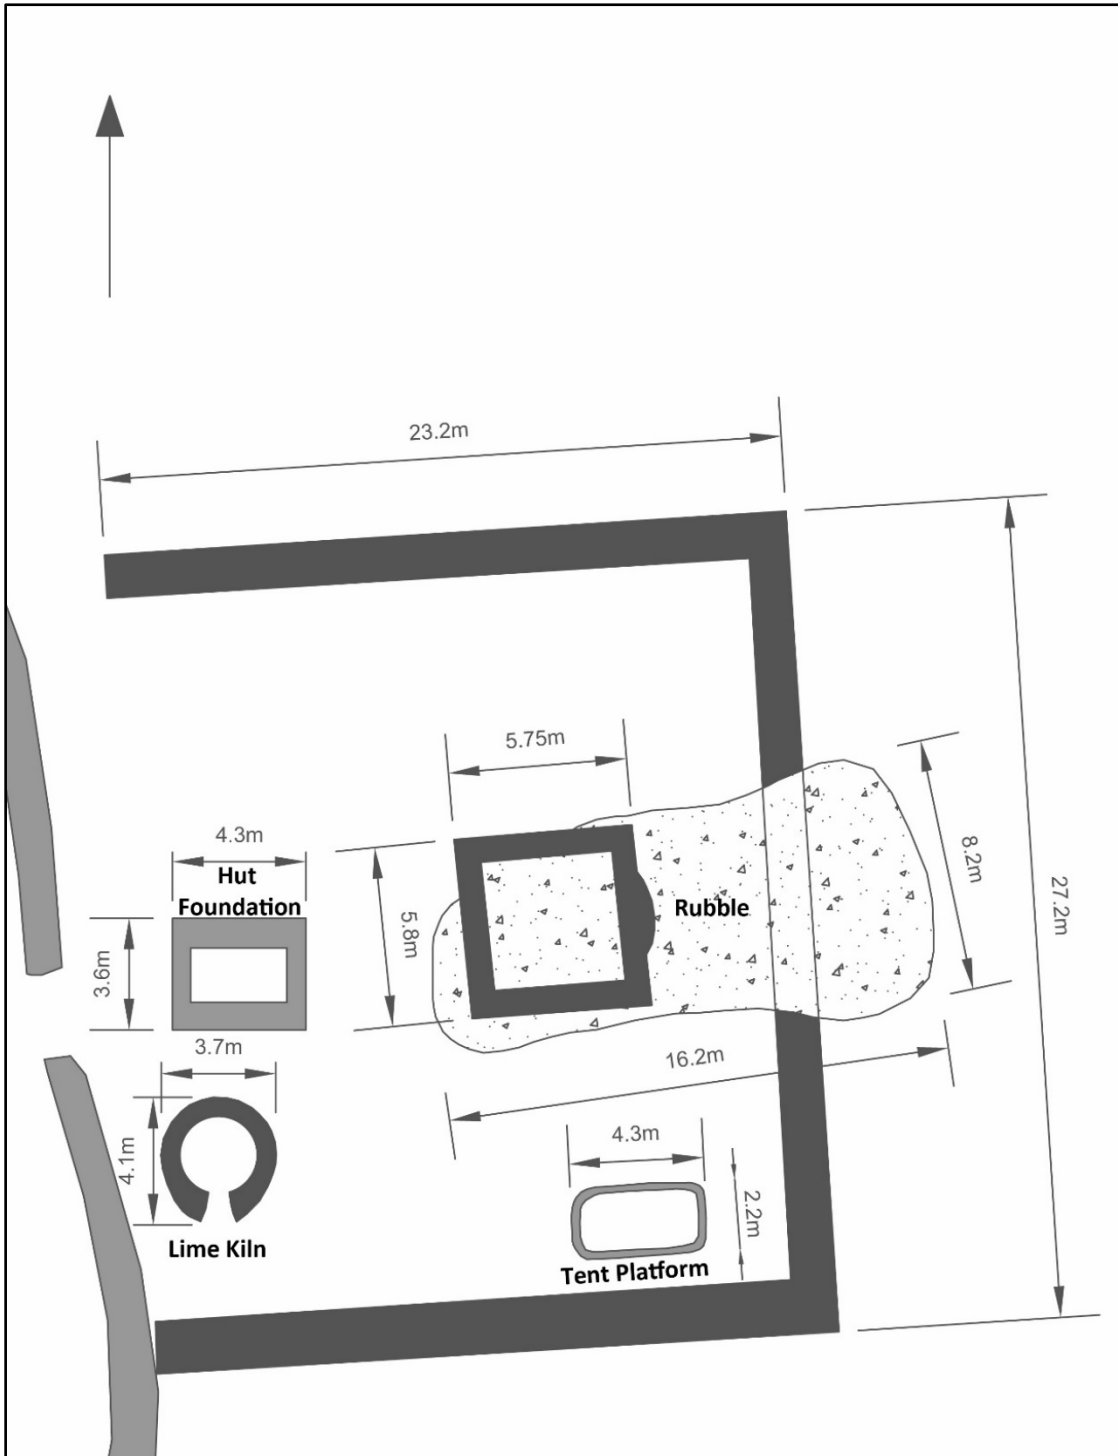 23.2m
5.75m
4.3m
Hut
Foundation
5.8m
Rubble
8.2m
27.2m
3.6m
3.7m
16.2m
4.1m
4.3m
2.2m
Lime Kiln
Tent Platform